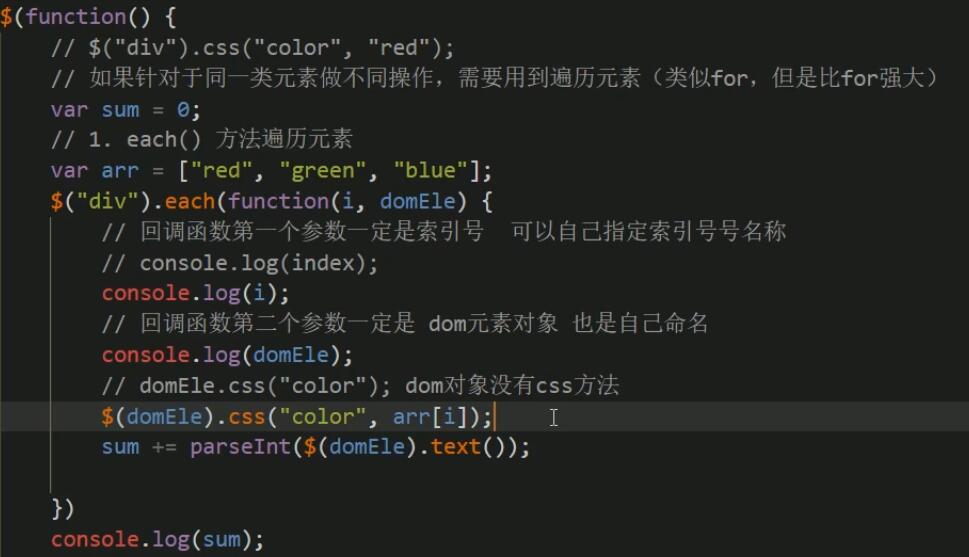 $(function() {
// $("div").css("color", "red");
// 如果针对于同一类元素做不同操作，需要用到遍历元素（类似for，但是比for强大）
var sum = 0;
// 1. each() 方法遍历元素
var arr = ["red", "green", "blue"];
$("div").each(function(i, domEle) {
// 回调函数第一个参数一定是索引号  可以自己指定索引号号名称
// console.log(index);
console.log(i);
// 回调函数第二个参数一定是 dom元素对象 也是自己命名
console.log(domEle);
// domEle.css("color"); dom对象没有css方法
$(domEle).css("color", arr[i]);
sum += parseInt($(domEle).text());
})
console.log(sum);